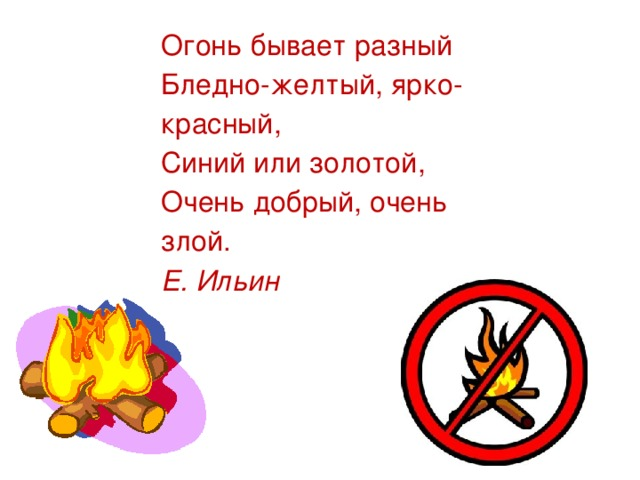 Огонь бывает разный
Бледно-желтый, ярко-
красный,
Синий или золотой,
Очень добрый, очень
злой.
Е. Ильин